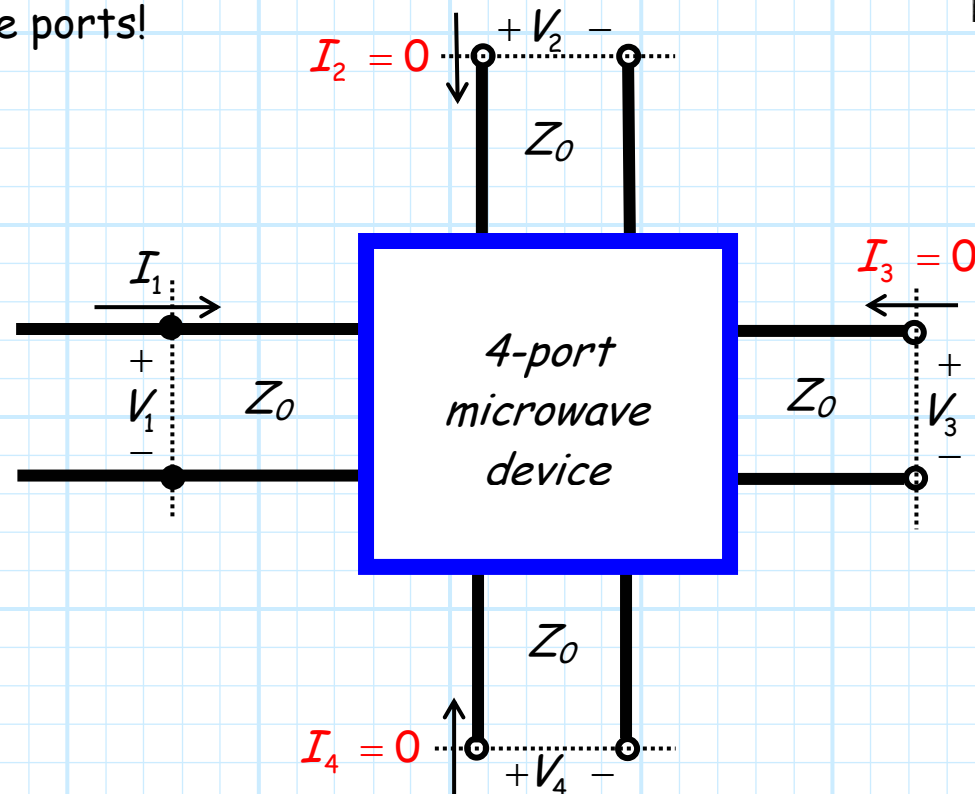 e ports!
+ V₂ −
I₂ = 0
Z₀
I₁
I₃ = 0
+
V₁
−
Z₀
4-port
microwave
device
Z₀
+
V₃
−
Z₀
I₄ = 0
+ V₄ −